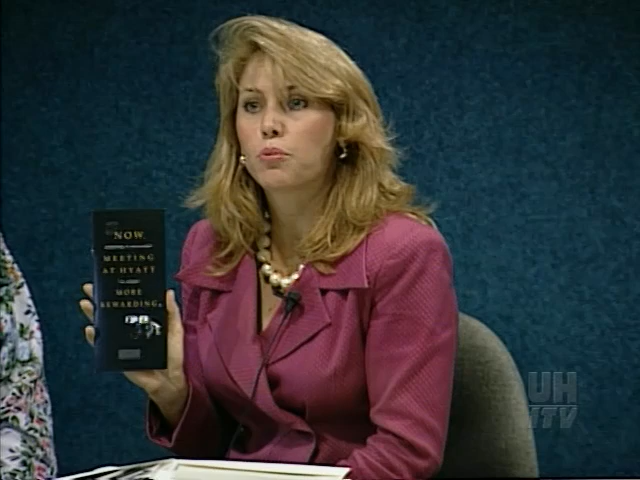 NOW,
MEETING
AT HYATT
MORE
REWARDING.
UH
ITV